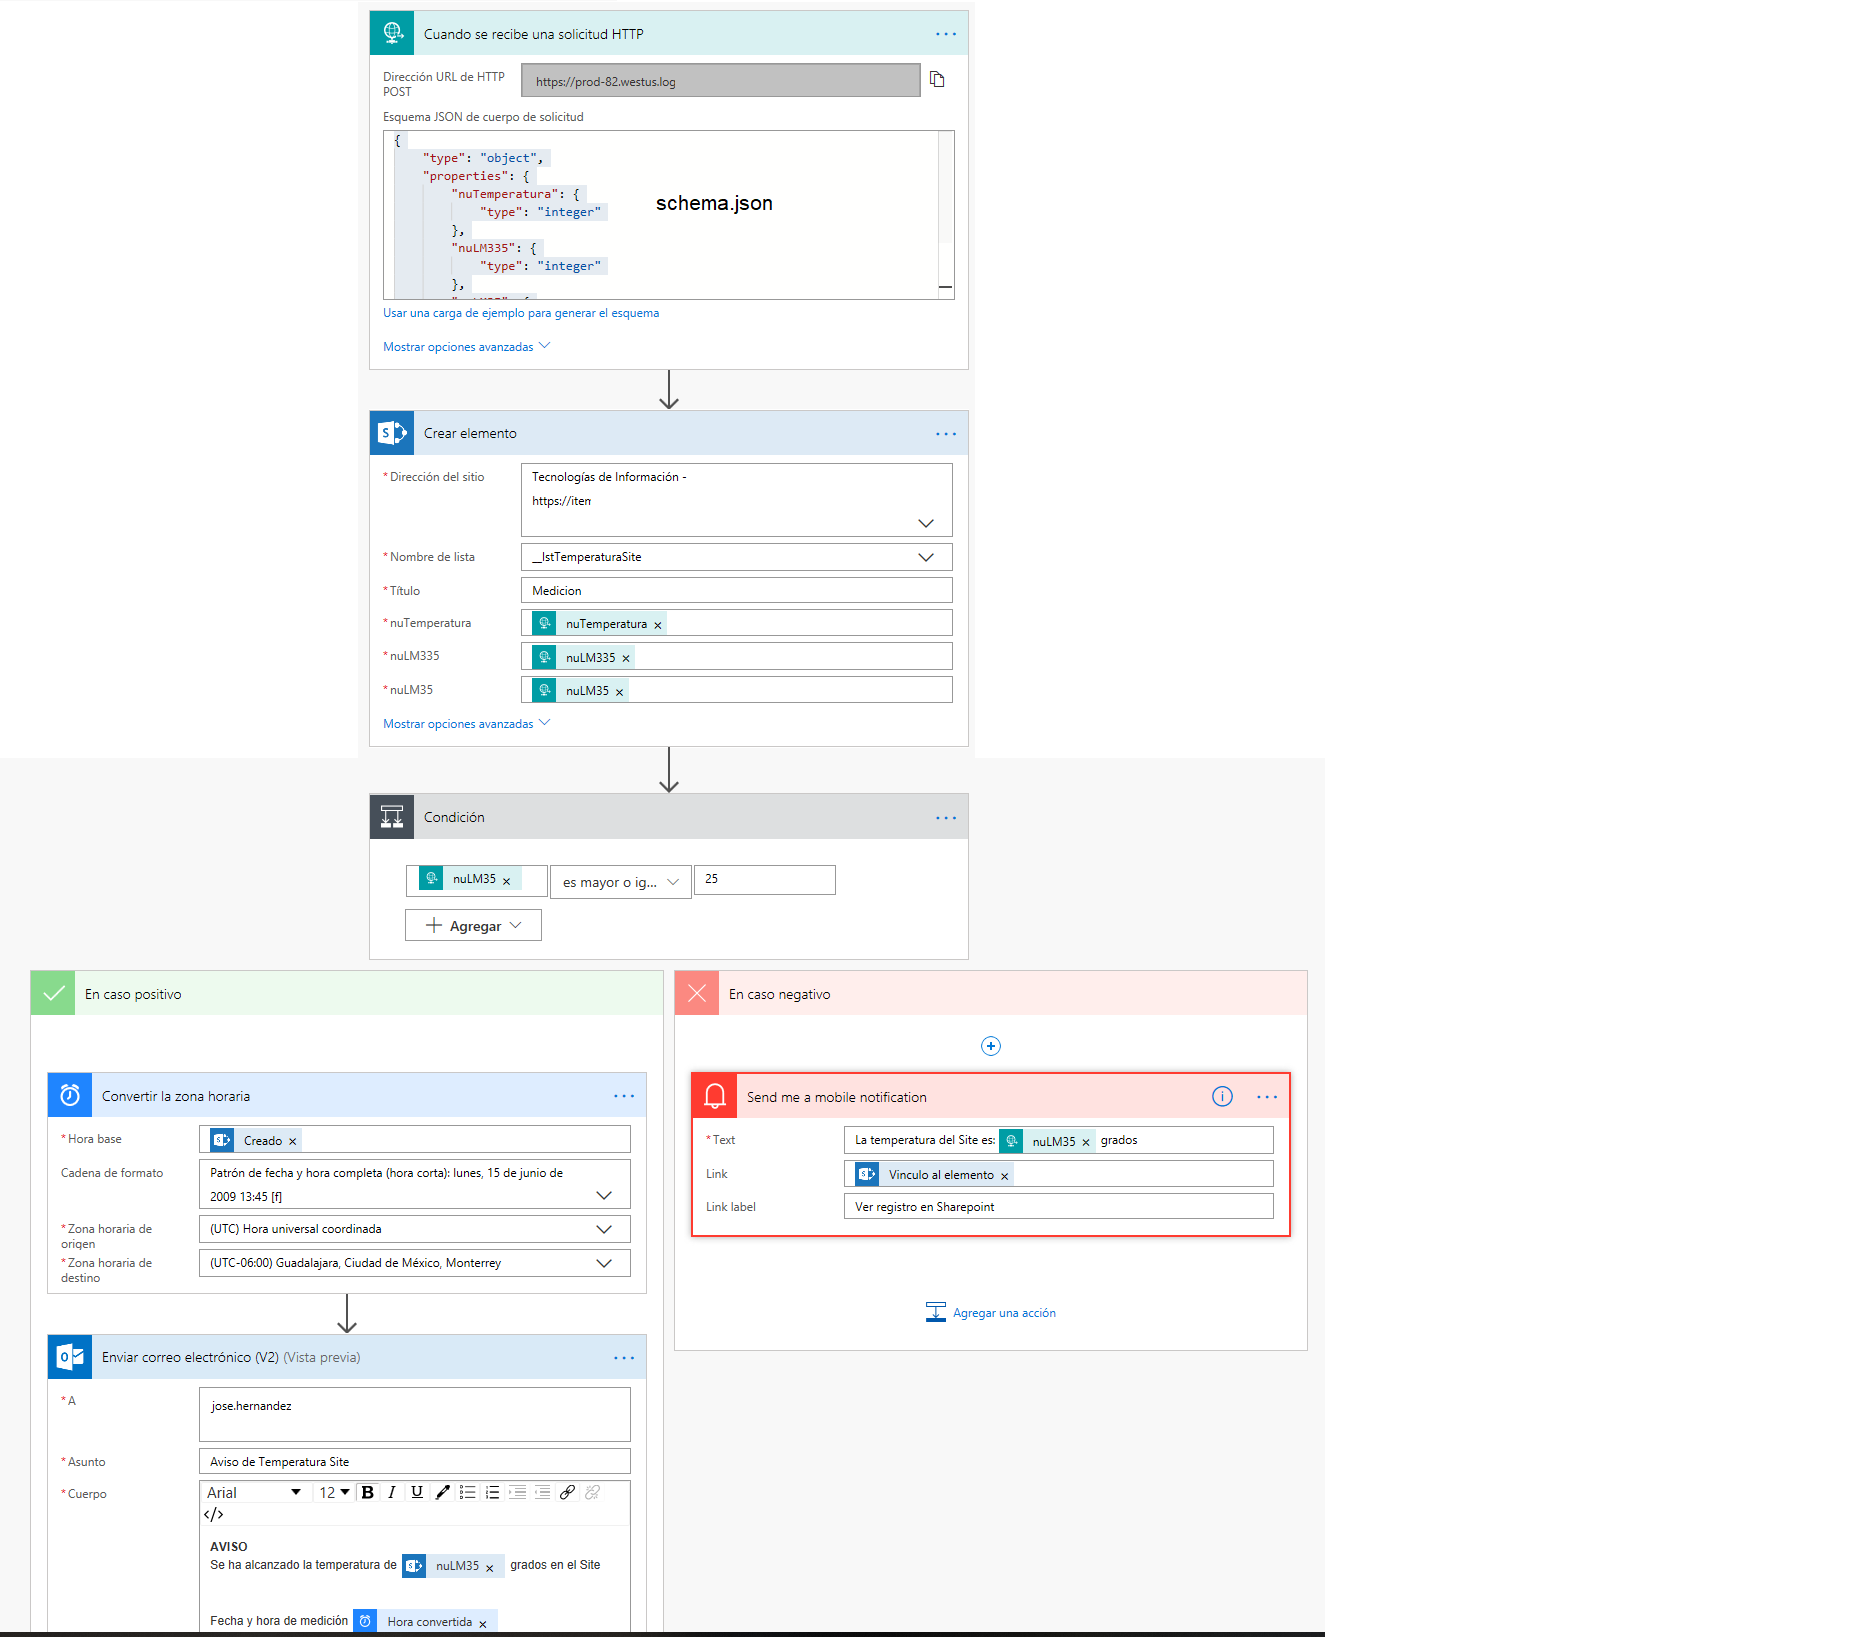 Cuando se recibe una solicitud HTTP
Dirección URL de HTTP
POST
https://prod-82.westus.log
Esquema JSON de cuerpo de solicitud
{
"type": "object",
"properties": {
"nuTemperatura": {
"type": "integer"
},
"nuLM335": {
"type": "integer"
},
schema.json
Usar una carga de ejemplo para generar el esquema
Mostrar opciones avanzadas
Crear elemento
*Dirección del sitio
Tecnologías de Información -
https://iten
*Nombre de lista
__lstTemperaturaSite
*Título
Medicion
*nuTemperatura
nuTemperatura ×
*nuLM335
nuLM335 ×
*nuLM35
nuLM35 ×
Mostrar opciones avanzadas
Condición
nuLM35 ×
es mayor o ig...
25
Agregar
En caso positivo
Convertir la zona horaria
*Hora base
Creado ×
Cadena de formato
Patrón de fecha y hora completa (hora corta): lunes, 15 de junio de
2009 13:45 [f]
*Zona horaria de
origen
(UTC) Hora universal coordinada
*Zona horaria de
destino
(UTC-06:00) Guadalajara, Ciudad de México, Monterrey
Enviar correo electrónico (V2) (Vista previa)
*A
jose.hernandez
*Asunto
Aviso de Temperatura Site
*Cuerpo
Arial 12 B I U
</>
AVISO
Se ha alcanzado la temperatura de nuLM35 × grados en el Site
Fecha y hora de medición Hora convertida ×
En caso negativo
Send me a mobile notification
*Text
La temperatura del Site es: nuLM35 × grados
Link
Vinculo al elemento ×
Link label
Ver registro en Sharepoint
Agregar una acción